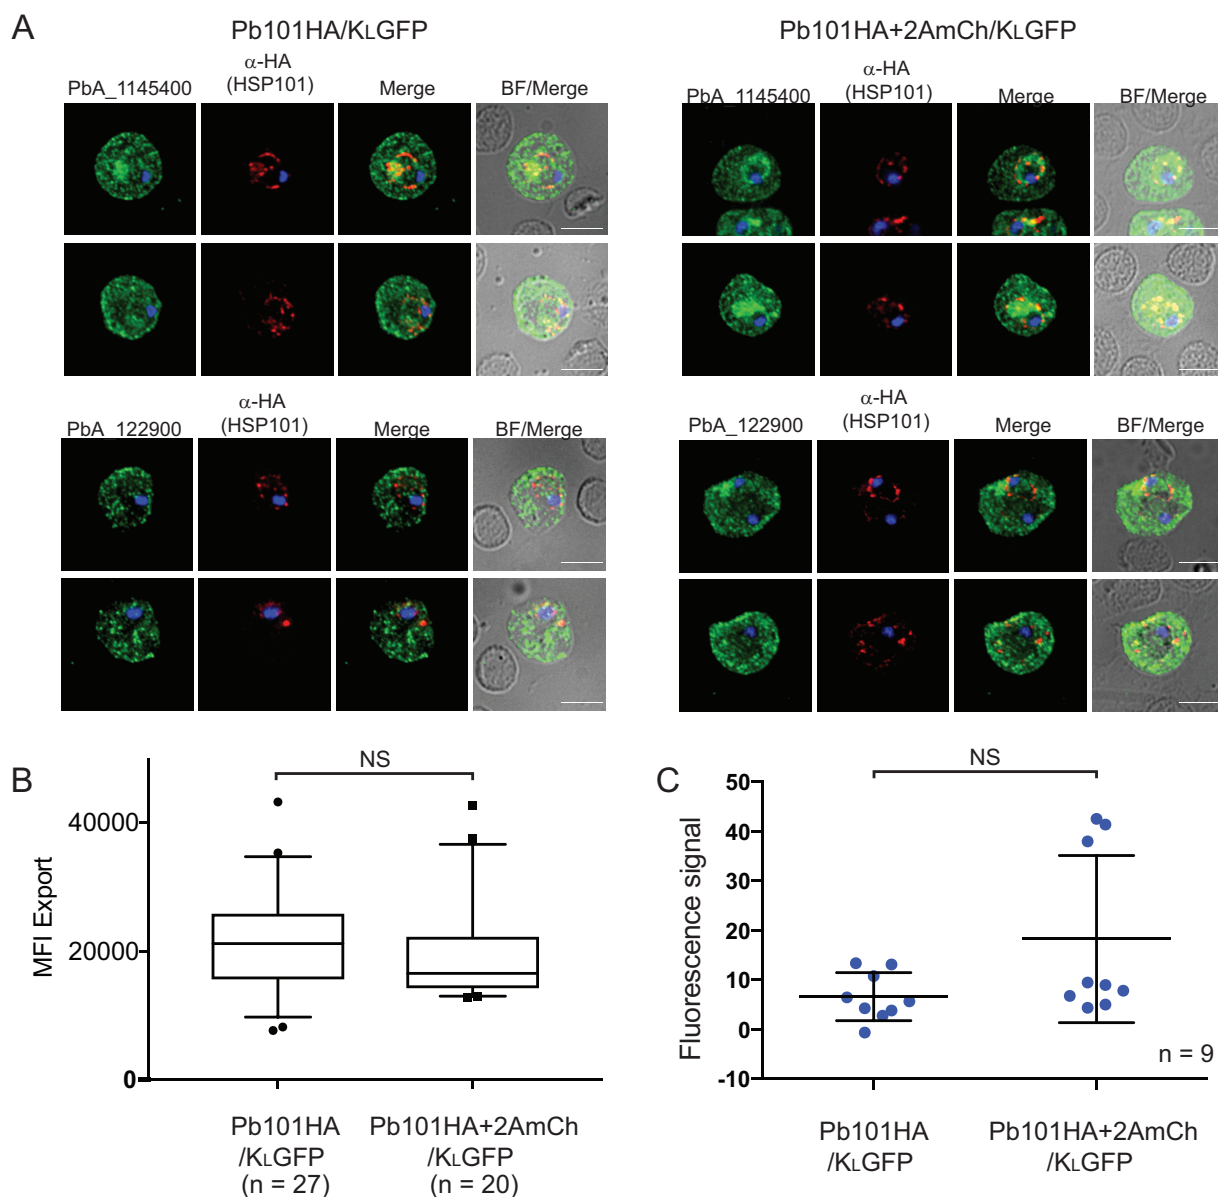 A
Pb101HA/KLGFP
Pb101HA+2AmCh/KLGFP
PbA_1145400
α-HA
(HSP101)
Merge
BF/Merge
PbA_1145400
α-HA
(HSP101)
Merge
BF/Merge
PbA_122900
α-HA
(HSP101)
Merge
BF/Merge
PbA_122900
α-HA
(HSP101)
Merge
BF/Merge
B
NS
MFI Export
40000
20000
0
Pb101HA
/KLGFP
(n = 27)
Pb101HA+2AmCh
/KLGFP
(n = 20)
C
NS
Fluorescence signal
50
40
30
20
10
0
-10
n = 9
Pb101HA
/KLGFP
Pb101HA+2AmCh
/KLGFP